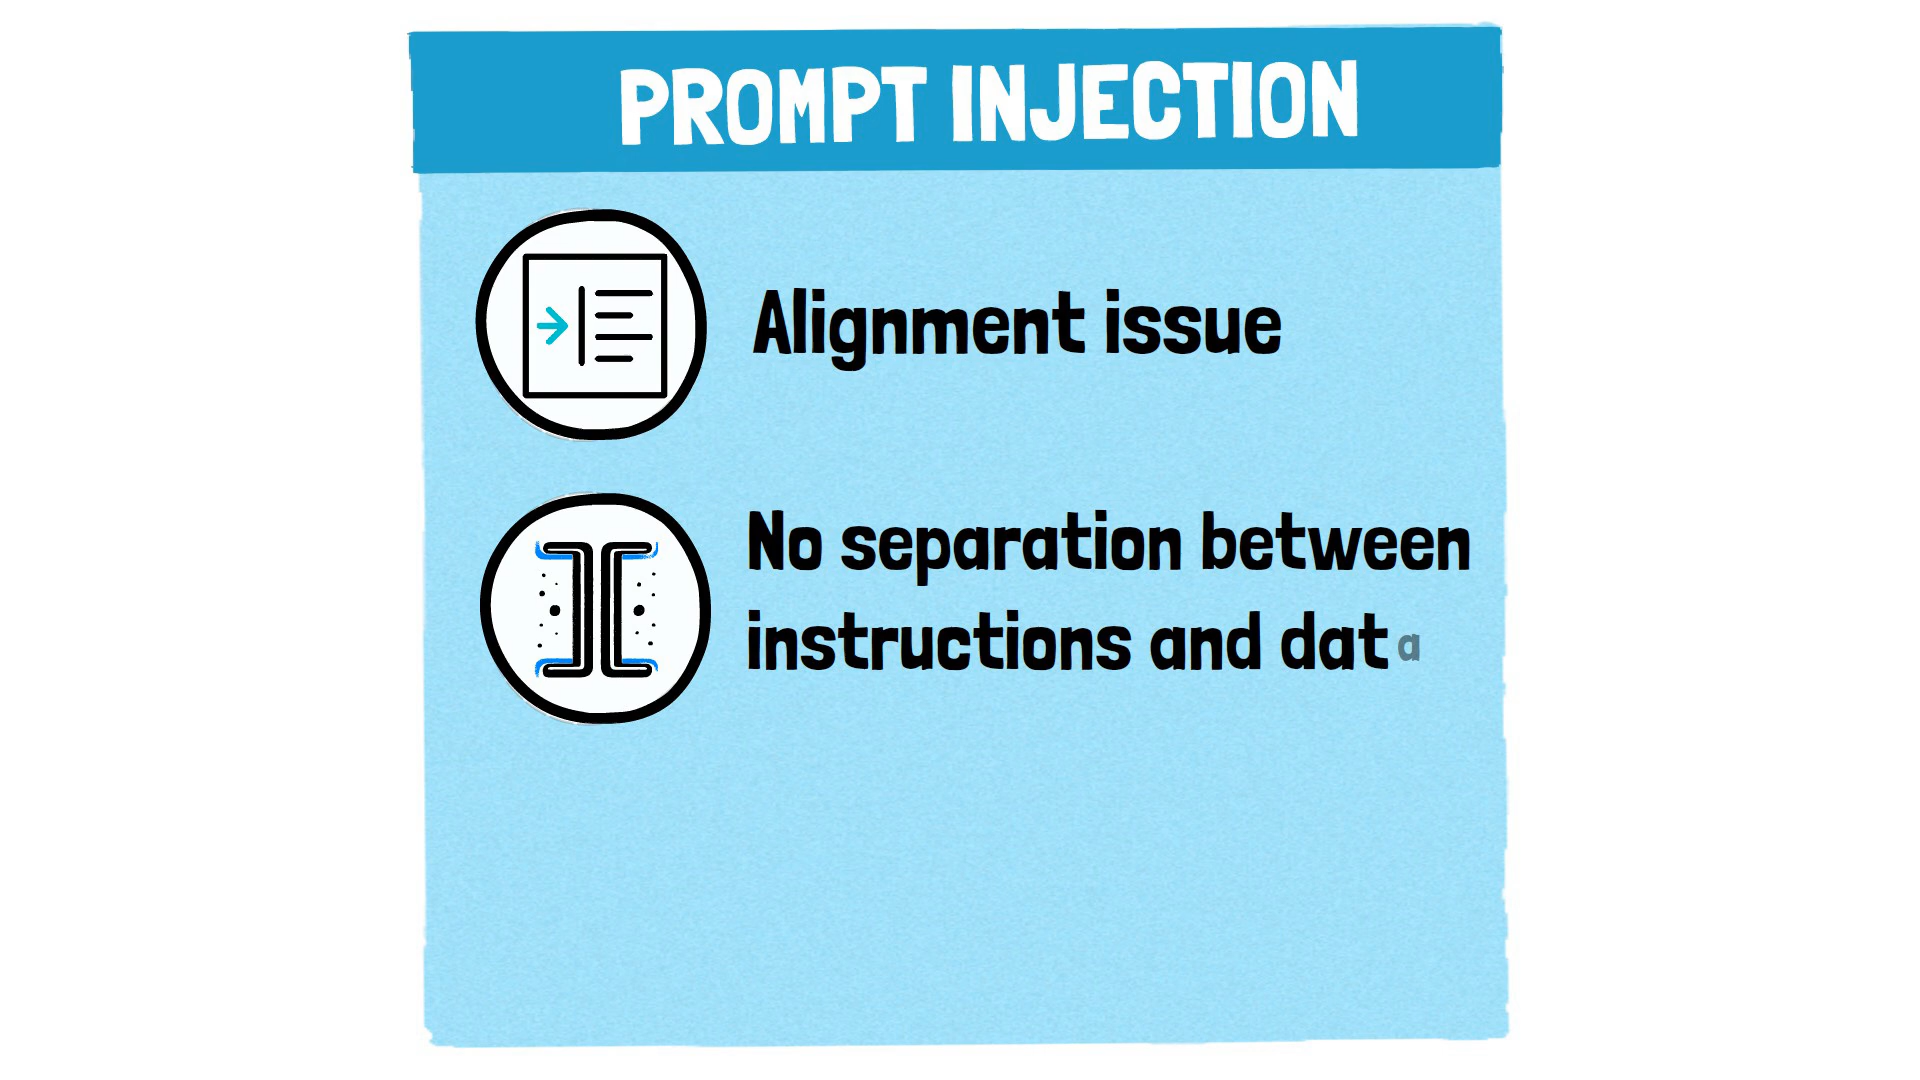 PROMPT INJECTION
Alignment issue
No separation between
instructions and data